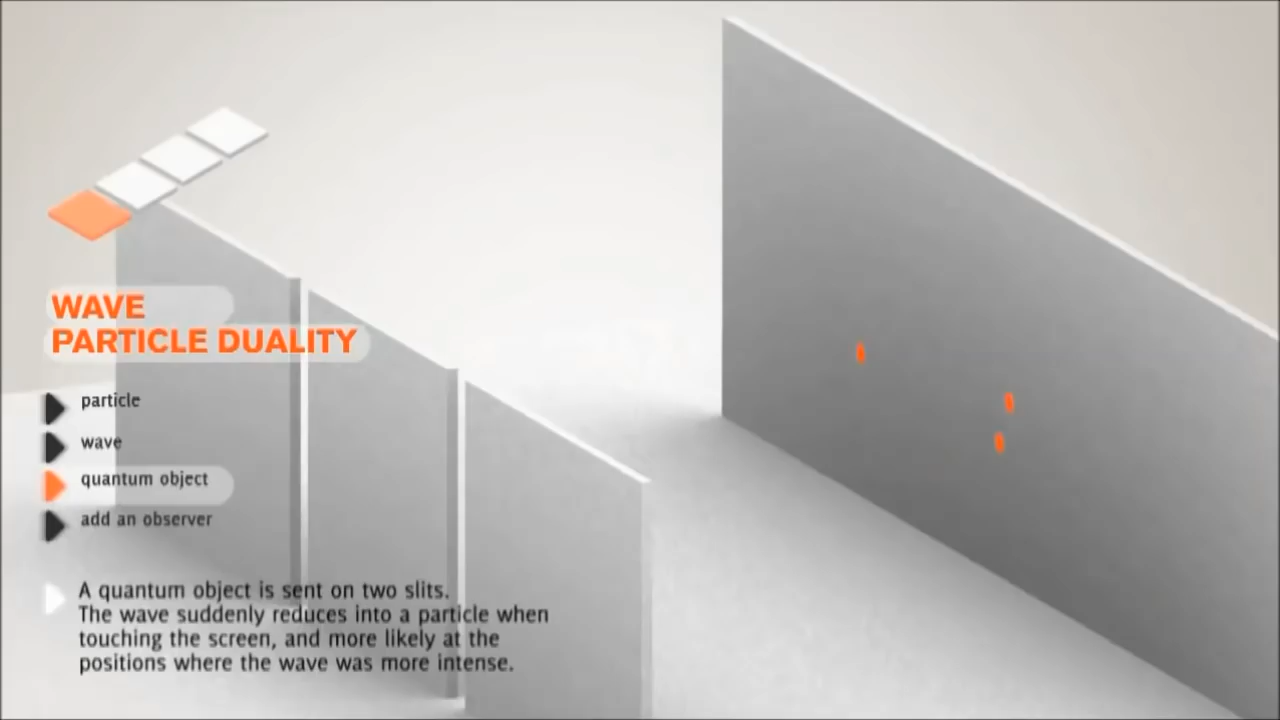 WAVE
PARTICLE DUALITY
particle
wave
quantum object
add an observer
A quantum object is sent on two slits.
The wave suddenly reduces into a particle when
touching the screen, and more likely at the
positions where the wave was more intense.